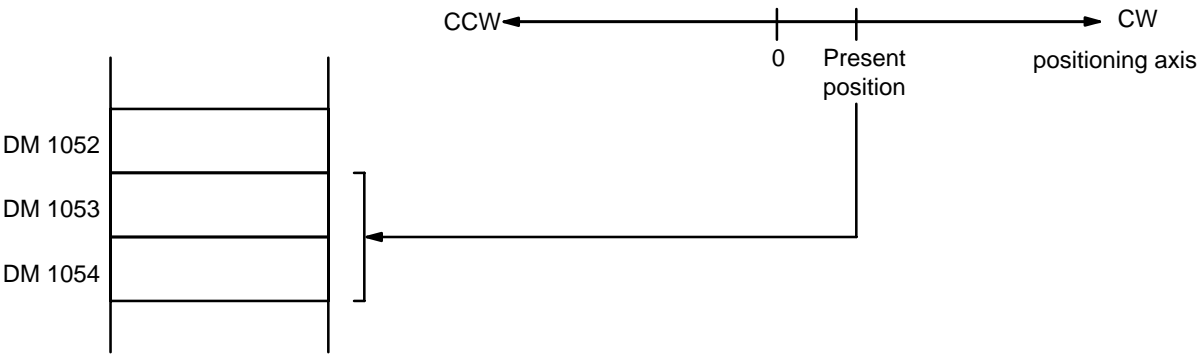 CCW
CW
0
Present
position
positioning axis
DM 1052
DM 1053
DM 1054